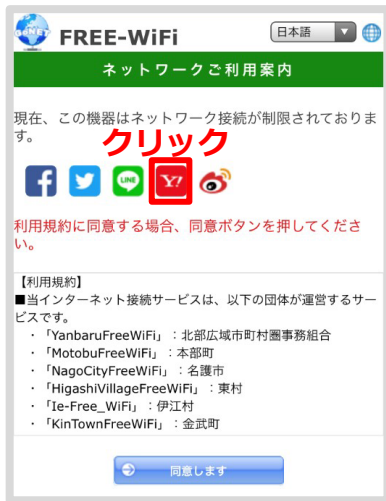 FREE-WiFi
日本語
ネットワークご利用案内
現在、この機器はネットワーク接続が制限されておりま
す。
クリック
LINE
Y!
利用規約に同意する場合、同意ボタンを押してくださ
い。
【利用規約】
■当インターネット接続サービスは、以下の団体が運営するサー
ビスです。
・「YanbaruFreeWiFi」：北部広域市町村圏事務組合
・「MotobuFreeWiFi」：本部町
・「NagoCityFreeWiFi」：名護市
・「HigashiVillageFreeWiFi」：東村
・「Ie-Free_WiFi」：伊江村
・「KinTownFreeWiFi」：金武町
同意します